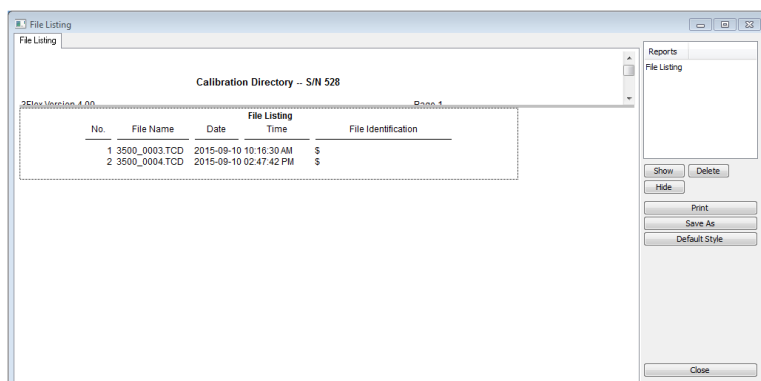 File Listing
File Listing
Calibration Directory -- S/N 528
3Flex Version 4.00 Page 1
File Listing
No. File Name Date Time File Identification
1 3500_0003.TCD 2015-09-10 10:16:30 AM $
2 3500_0004.TCD 2015-09-10 02:47:42 PM $
Reports
File Listing
Show Delete
Hide
Print
Save As
Default Style
Close